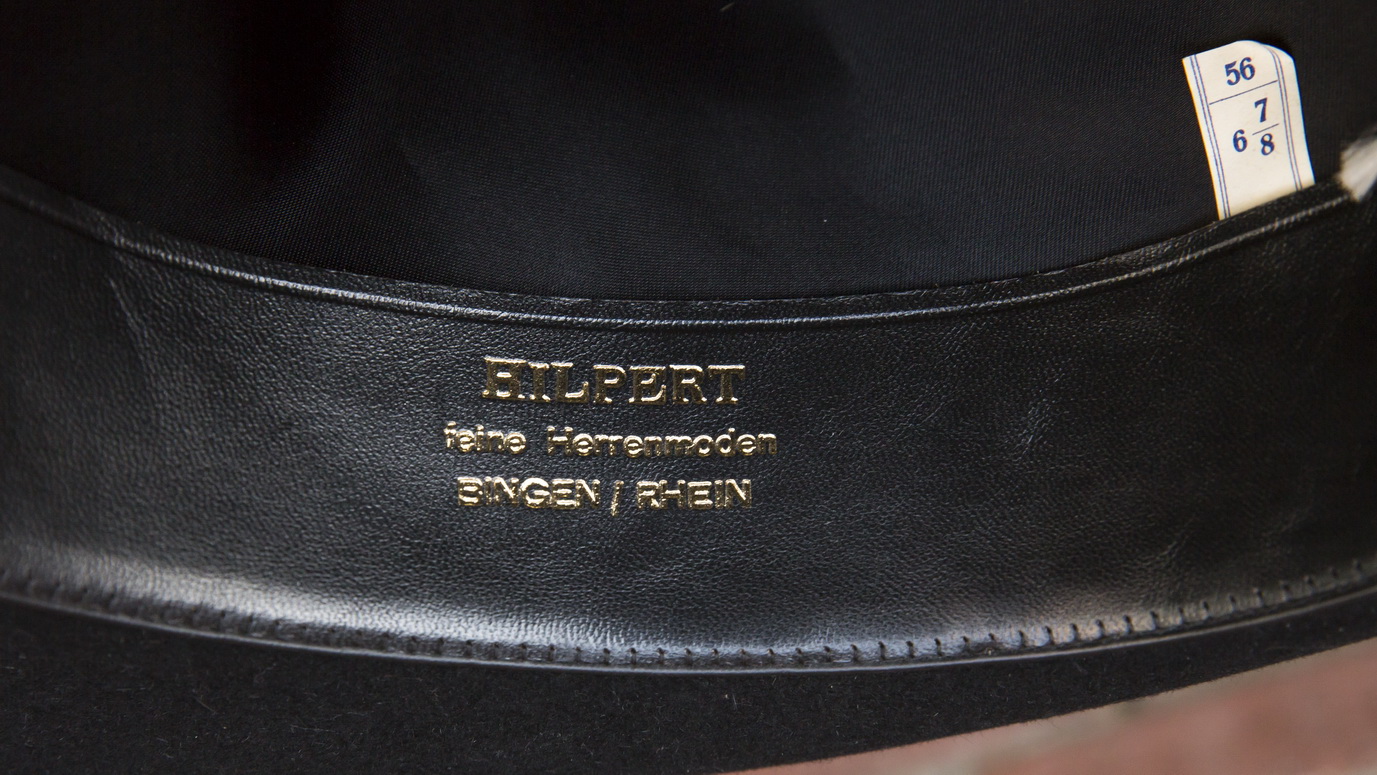 56
6 7/8
HILPERT
feine Herrenmoden
BINGEN / RHEIN